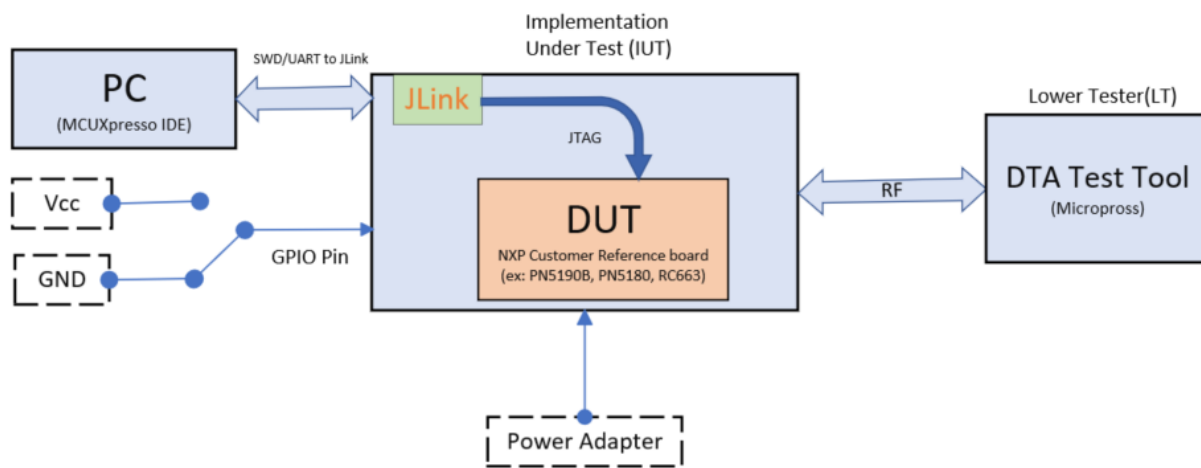 Implementation
Under Test (IUT)
PC
(MCUXpresso IDE)
SWD/UART to JLink
JLink
JTAG
Lower Tester(LT)
DTA Test Tool
(Micropross)
RF
Vcc
GND
GPIO Pin
DUT
NXP Customer Reference board
(ex: PN5190B, PN5180, RC663)
Power Adapter